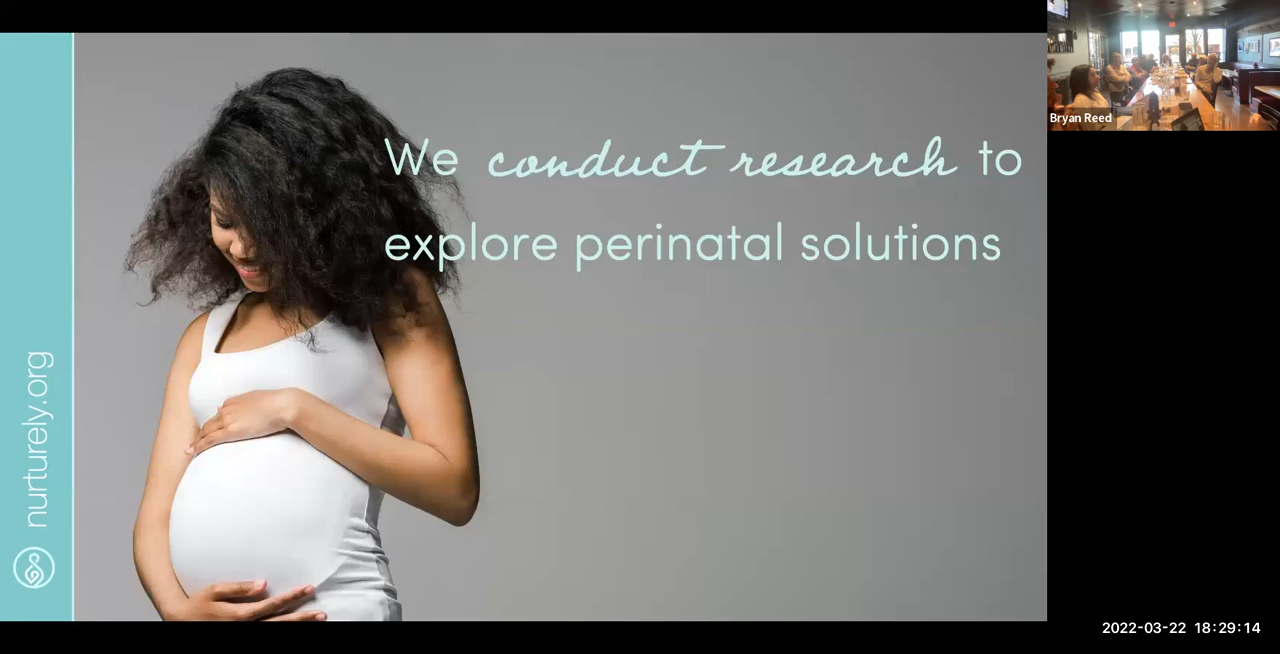 We conduct research to
explore perinatal solutions
nurturely.org
Bryan Reed
2022-03-22 18:29:14